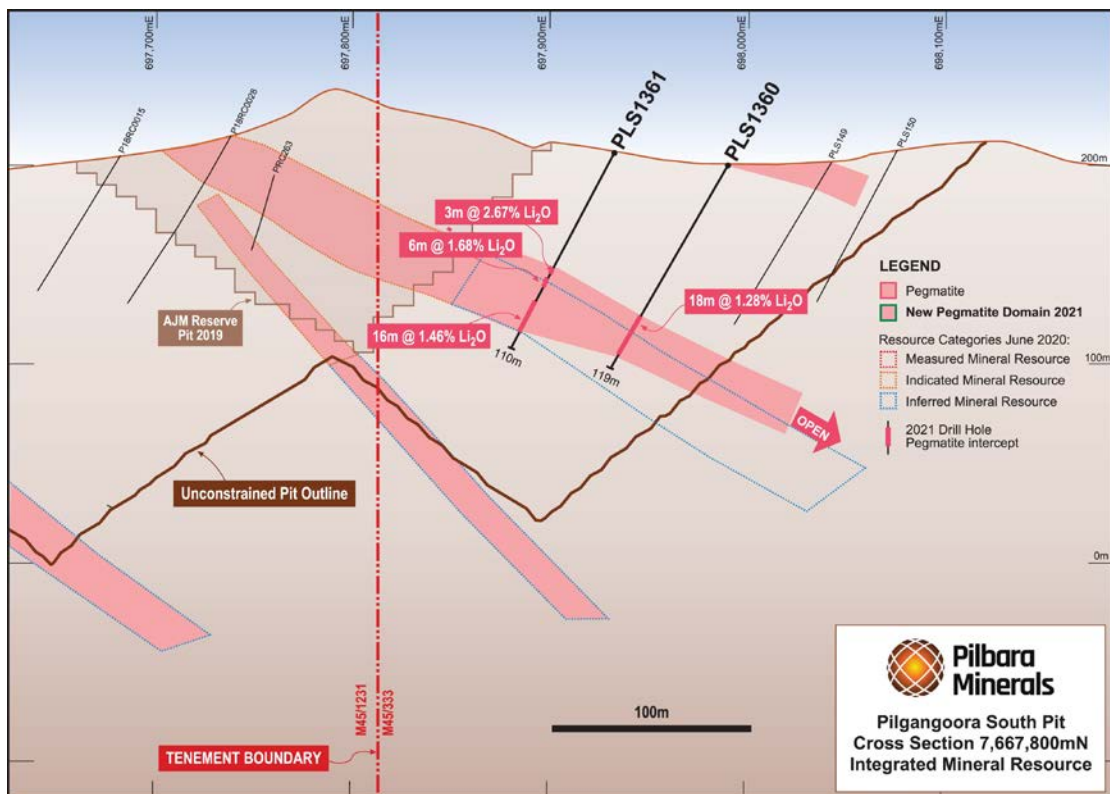 697,700mE
697,800mE
697,900mE
698,000mE
698,100mE
P18RC0015
P18RC0028
PRC263
PLS1361
PLS1360
PLS149
PLS150
200m
3m @ 2.67% Li₂O
6m @ 1.68% Li₂O
18m @ 1.28% Li₂O
16m @ 1.46% Li₂O
AJM Reserve
Pit 2019
110m
119m
100m
OPEN
LEGEND
Pegmatite
New Pegmatite Domain 2021
Resource Categories June 2020:
Measured Mineral Resource
Indicated Mineral Resource
Inferred Mineral Resource
2021 Drill Hole
Pegmatite intercept
Unconstrained Pit Outline
0m
M45/1231
M45/333
TENEMENT BOUNDARY
100m
Pilbara
Minerals
Pilgangoora South Pit
Cross Section 7,667,800mN
Integrated Mineral Resource